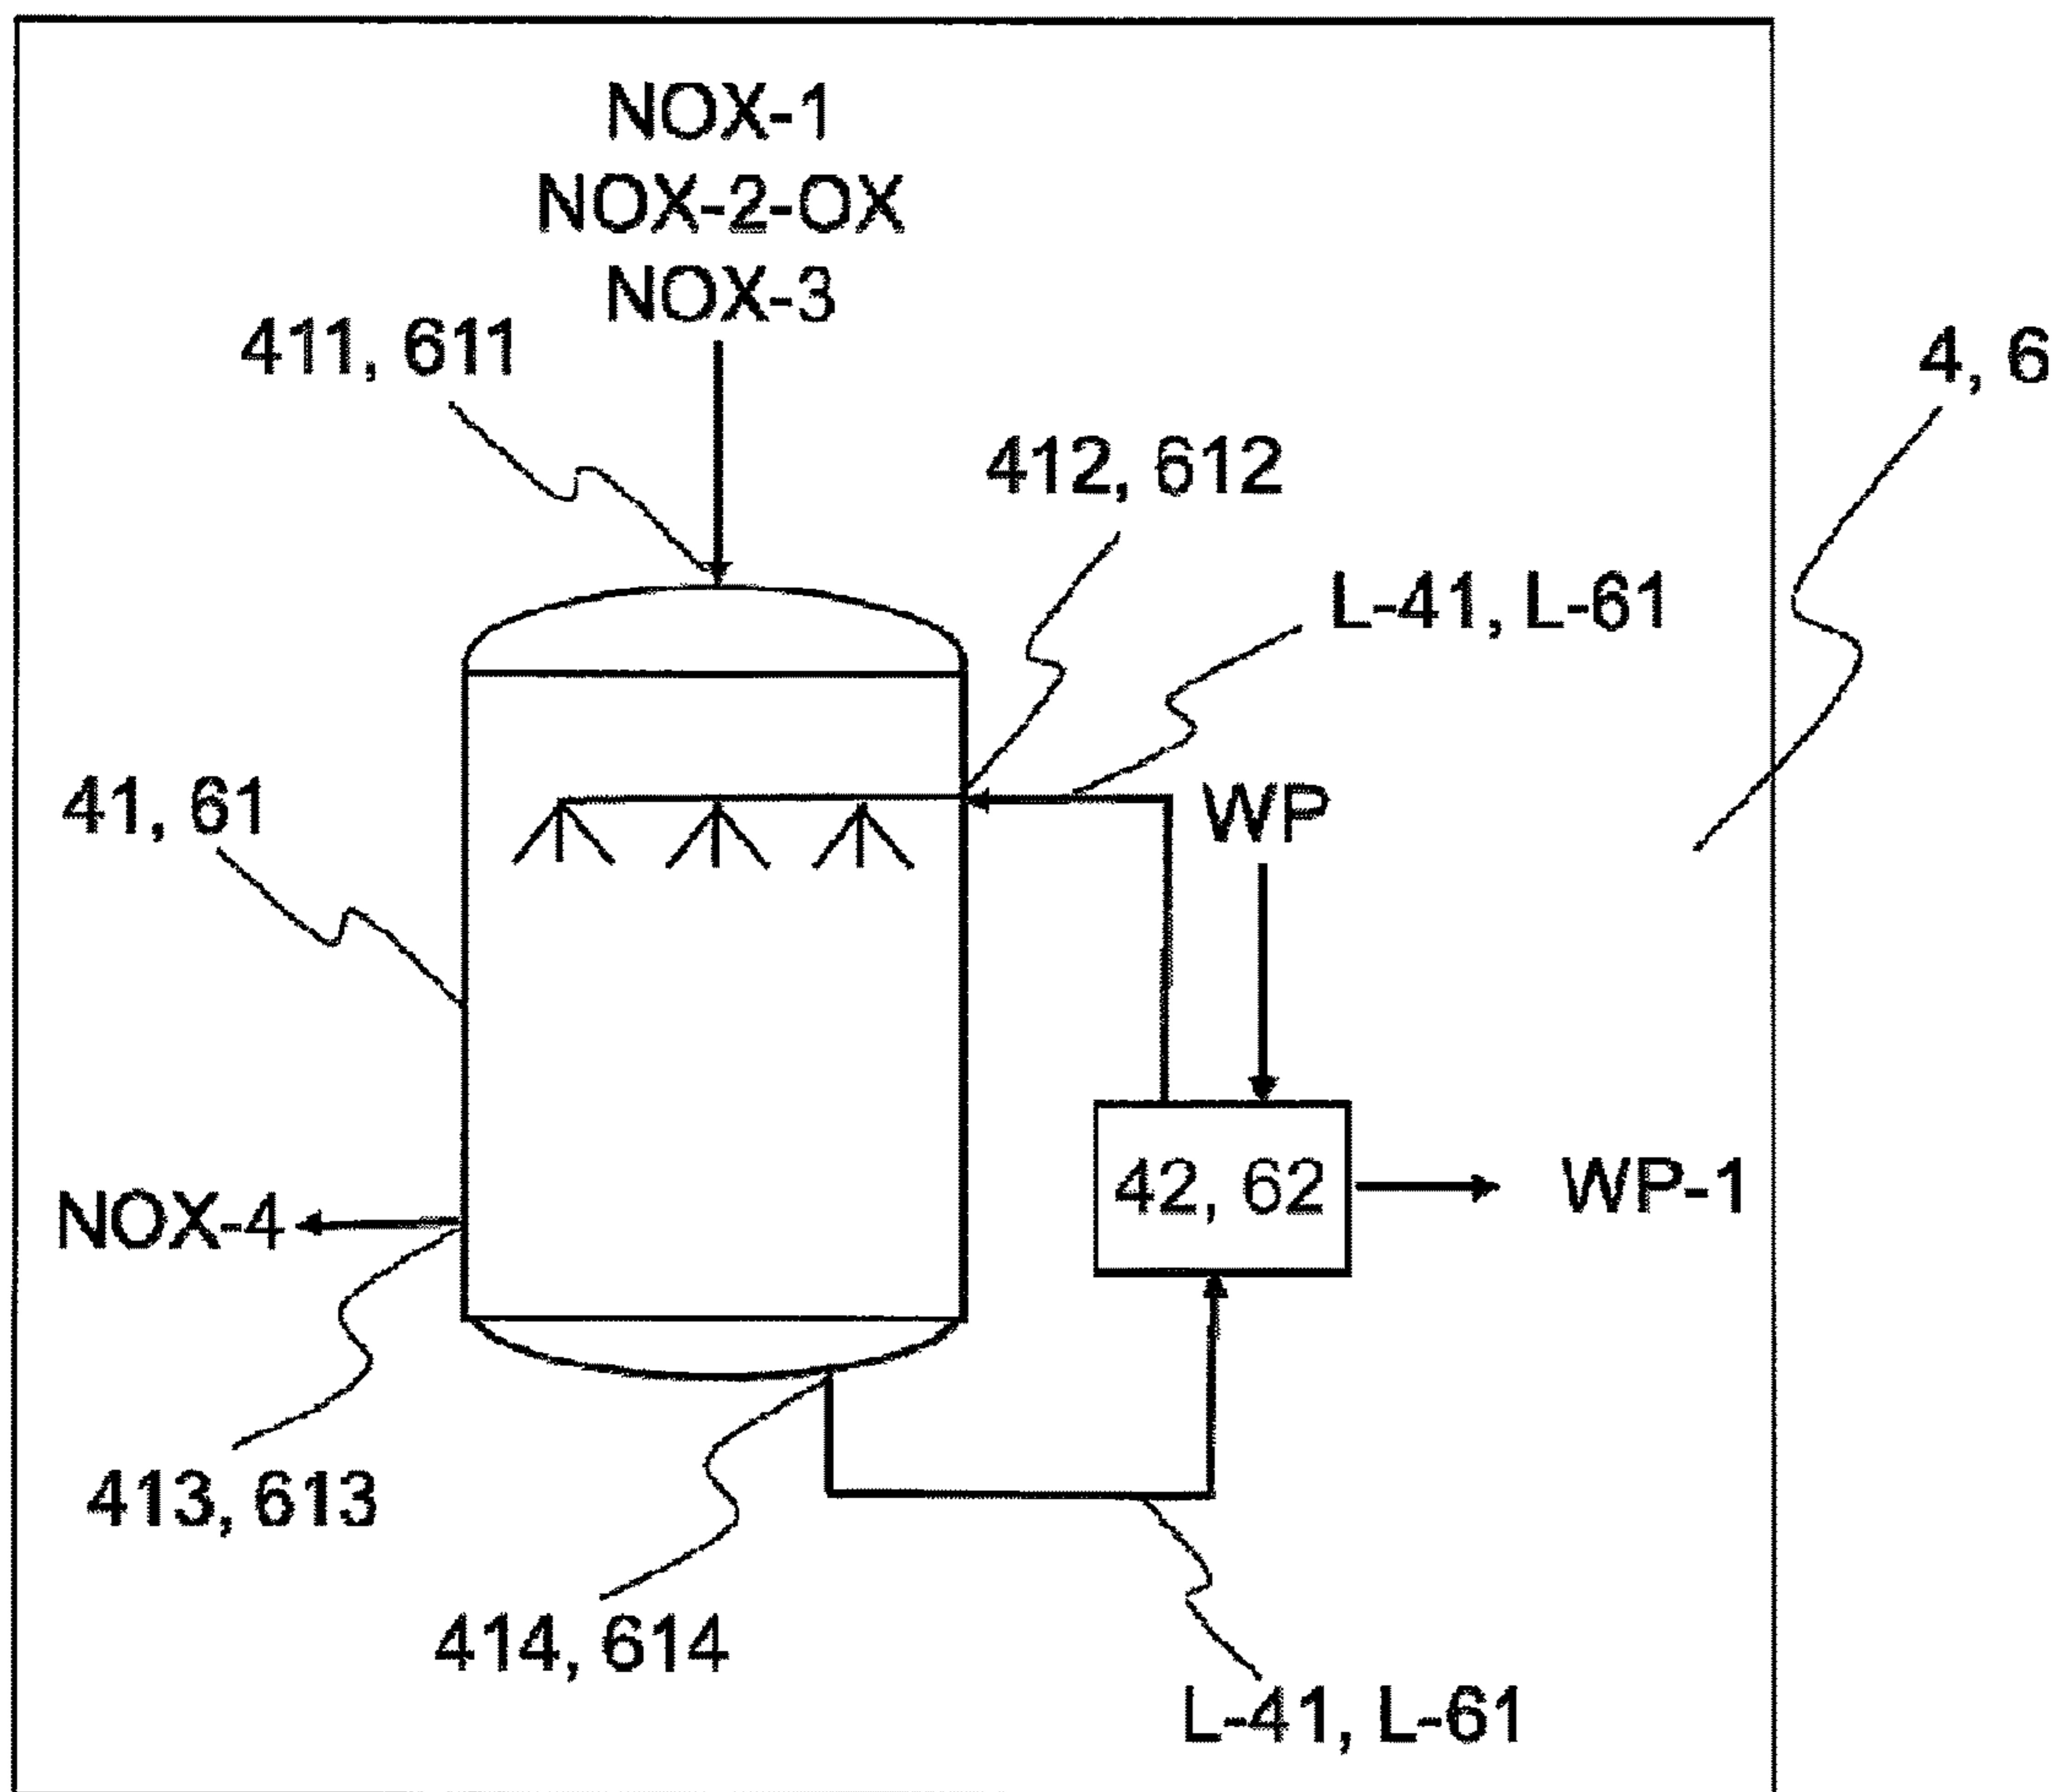 NOX-1
NOX-2-OX
NOX-3
411, 611
4, 6
412, 612
L-41, L-61
41, 61
WP
42, 62
WP-1
NOX-4
413, 613
414, 614
L-41, L-61